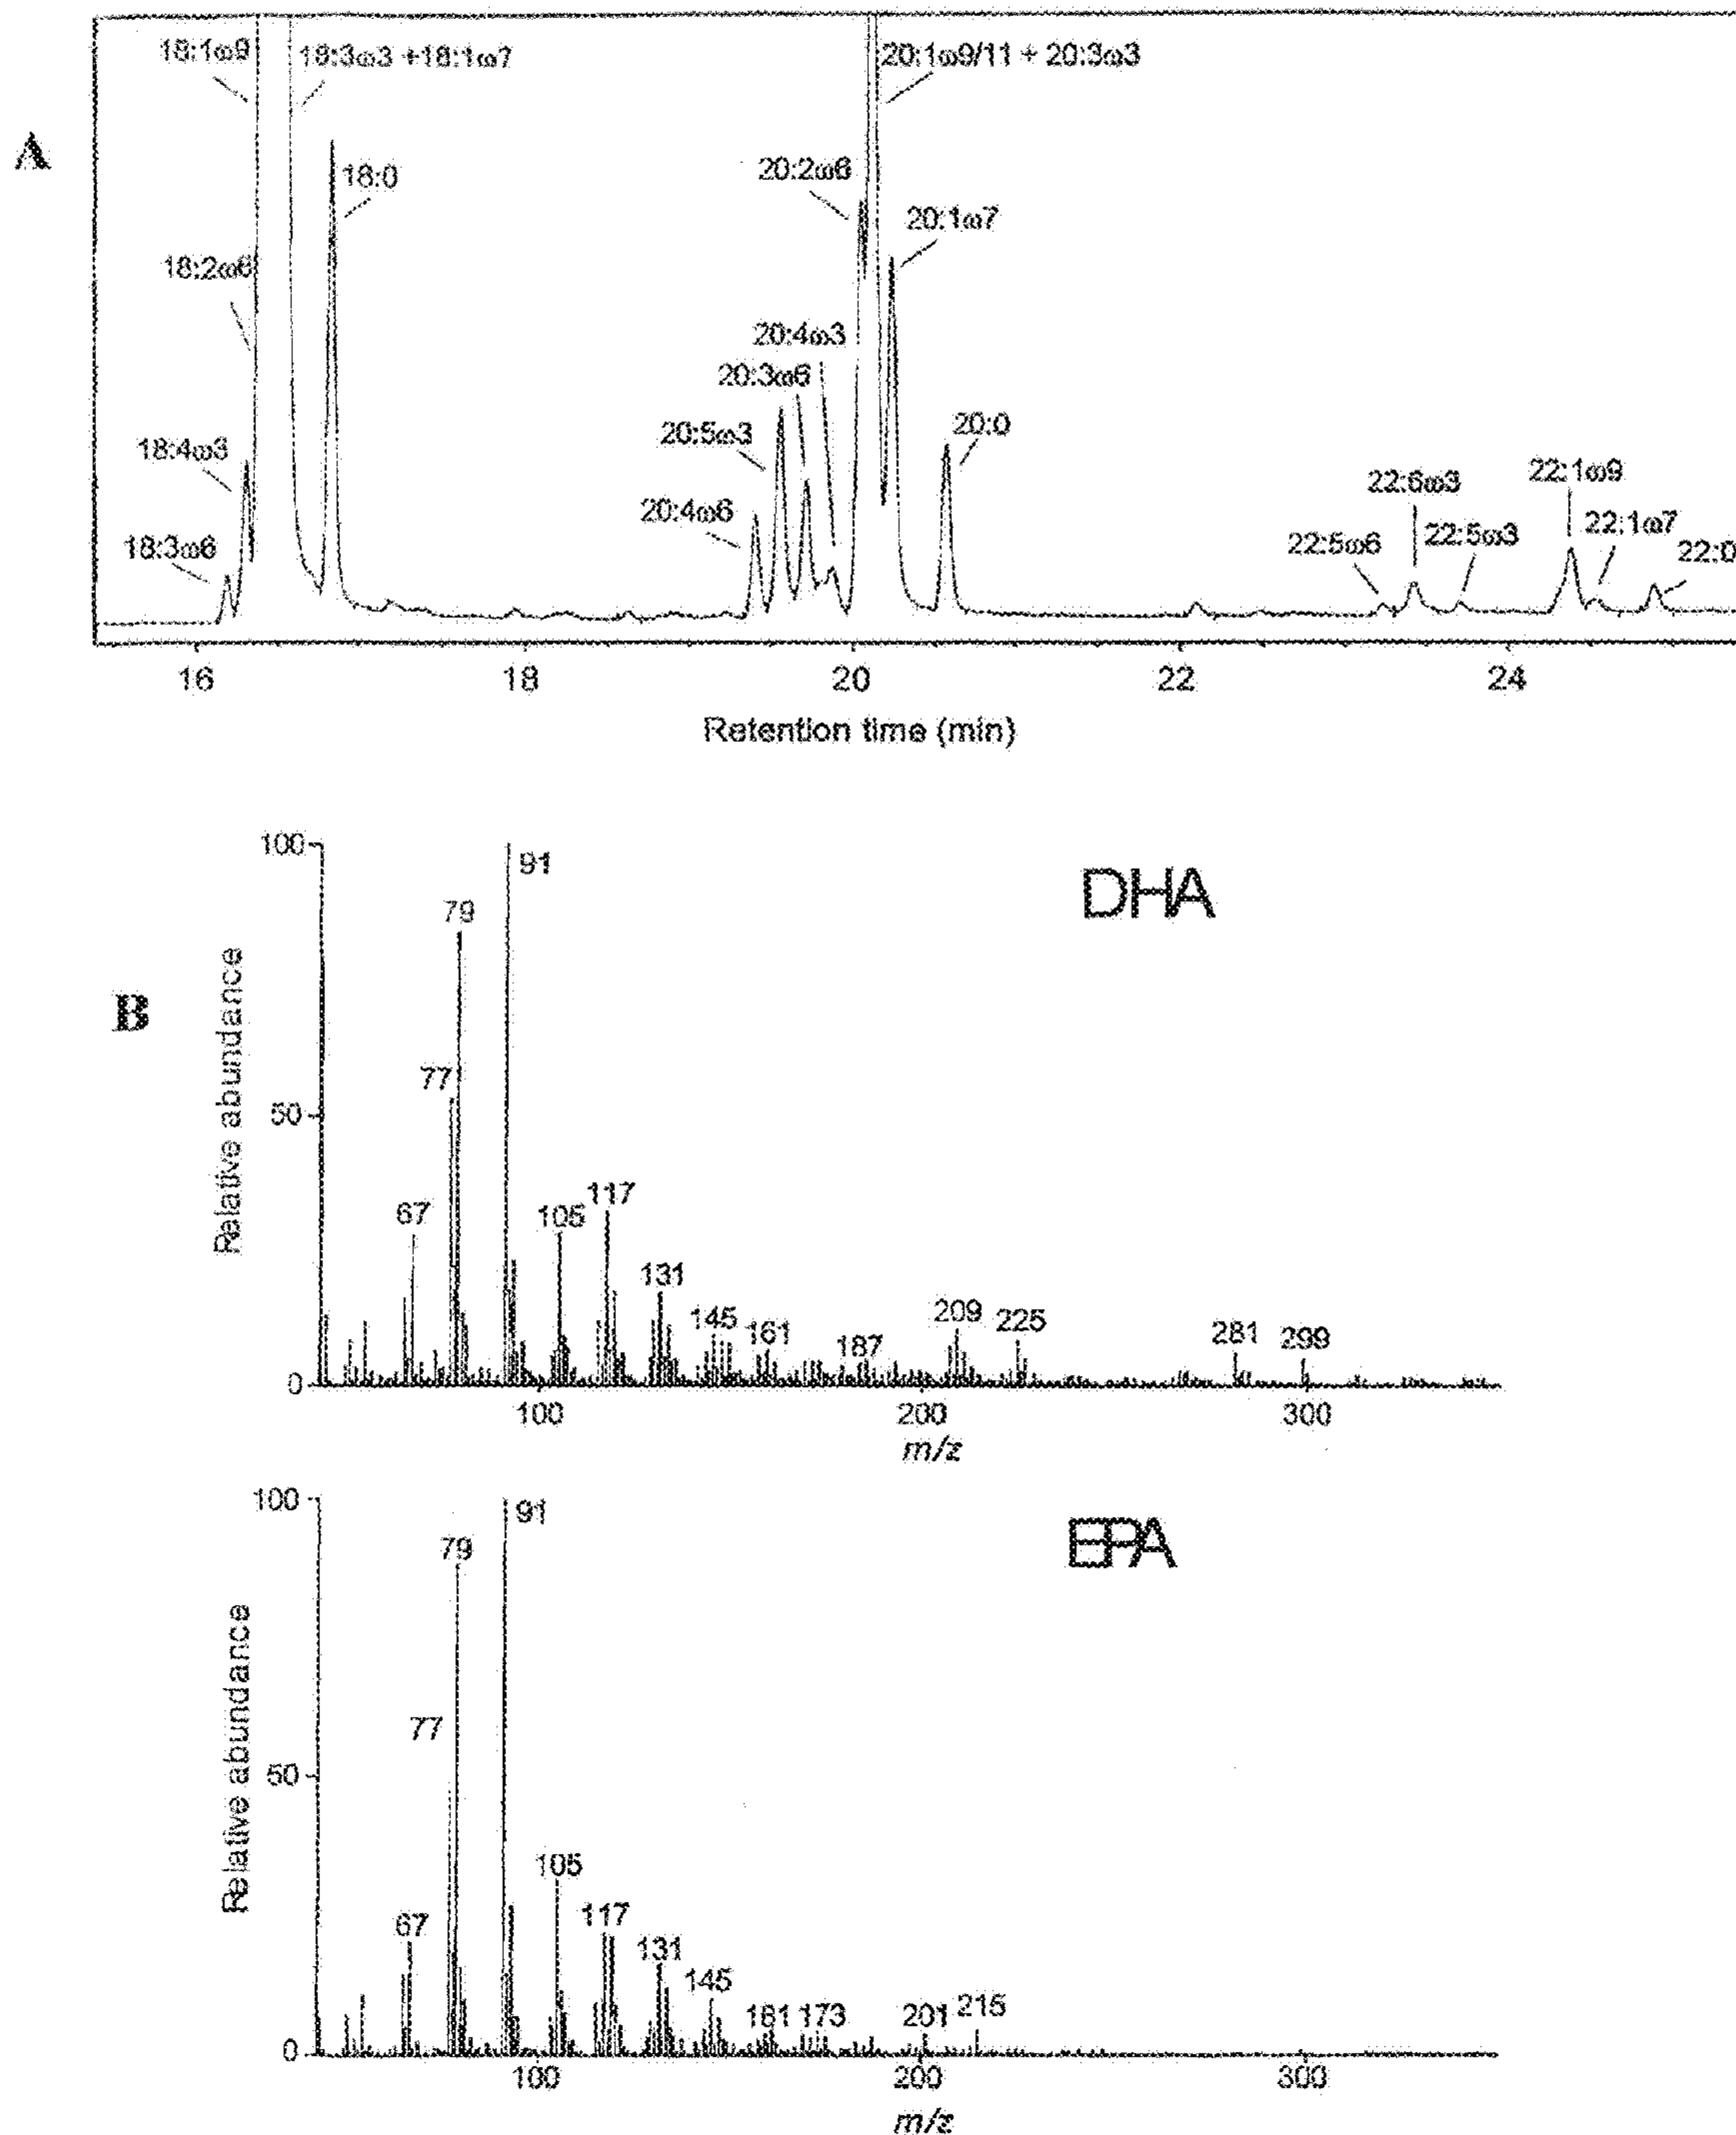 A
18:1ω9
18:3ω3 +18:1ω7
20:1ω9/11 + 20:3ω3
18:0
20:2ω6
20:1ω7
18:2ω6
20:4ω3
20:3ω6
18:4ω3
20:5ω3
20:0
20:4ω6
22:6ω3
22:1ω9
18:3ω6
22:5ω6
22:5ω3
22:1ω7
22:0
16 18 20 22 24
Retention time (min)
B
DHA
Relative abundance
100
50
0
67
77
79
91
105
117
131
145
161
187
209
225
281
299
100 200 300
m/z
EPA
Relative abundance
100
50
0
67
77
79
91
105
117
131
145
161
173
201
215
100 200 300
m/z